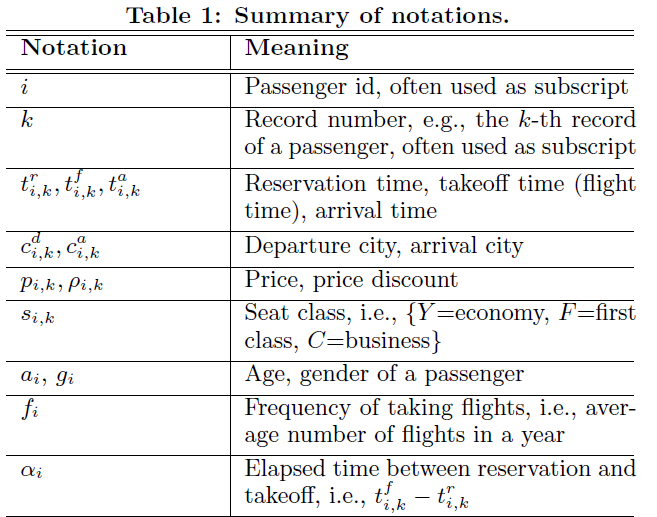 Table 1: Summary of notations.
Notation Meaning
i Passenger id, often used as subscript
k Record number, e.g., the k-th record
of a passenger, often used as subscript
t^r_{i,k}, t^f_{i,k}, t^a_{i,k} Reservation time, takeoff time (flight
time), arrival time
c^d_{i,k}, c^a_{i,k} Departure city, arrival city
p_{i,k}, ρ_{i,k} Price, price discount
s_{i,k} Seat class, i.e., {Y=economy, F=first
class, C=business}
a_i, g_i Age, gender of a passenger
f_i Frequency of taking flights, i.e., aver-
age number of flights in a year
α_i Elapsed time between reservation and
takeoff, i.e., t^f_{i,k} − t^r_{i,k}